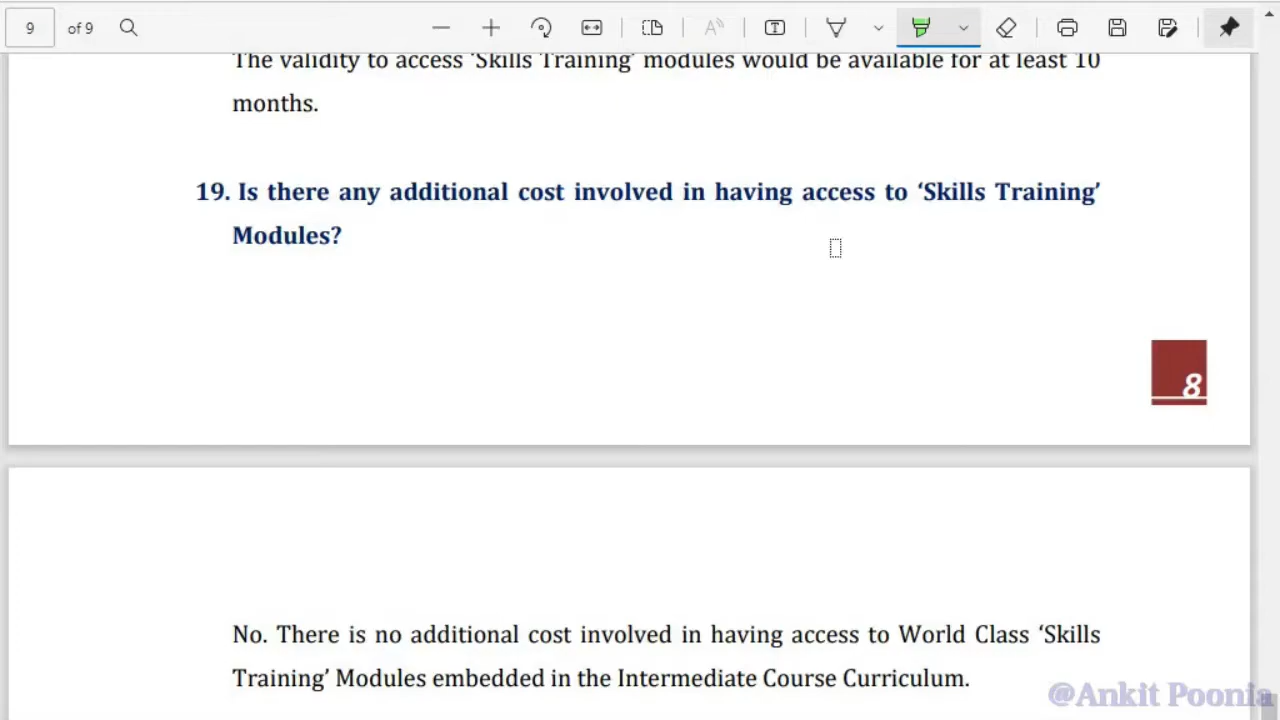 9 of 9
The validity to access ‘Skills Training’ modules would be available for at least 10
months.
19. Is there any additional cost involved in having access to ‘Skills Training’
Modules?
8
No. There is no additional cost involved in having access to World Class ‘Skills
Training’ Modules embedded in the Intermediate Course Curriculum.
@Ankit Poonia